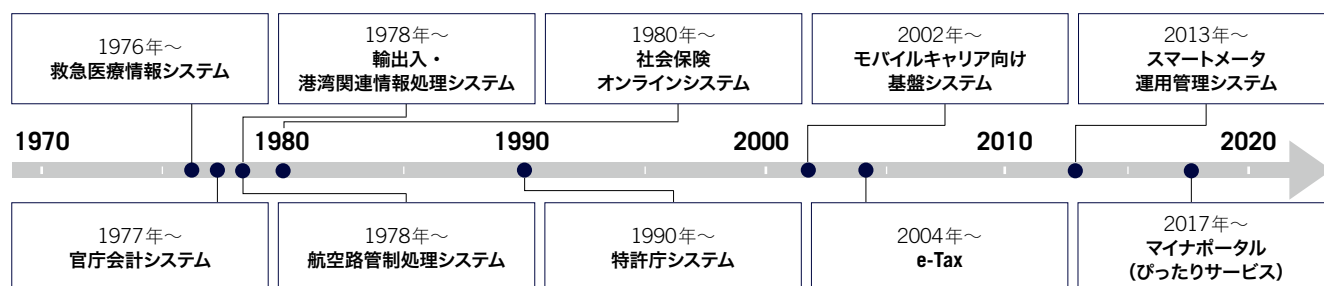 1976年～
救急医療情報システム
1978年～
輸出入・
港湾関連情報処理システム
1980年～
社会保険
オンラインシステム
2002年～
モバイルキャリア向け
基盤システム
2013年～
スマートメータ
運用管理システム
1970
1980
1990
2000
2010
2020
1977年～
官庁会計システム
1978年～
航空路管制処理システム
1990年～
特許庁システム
2004年～
e-Tax
2017年～
マイナポータル
（ぴったりサービス）